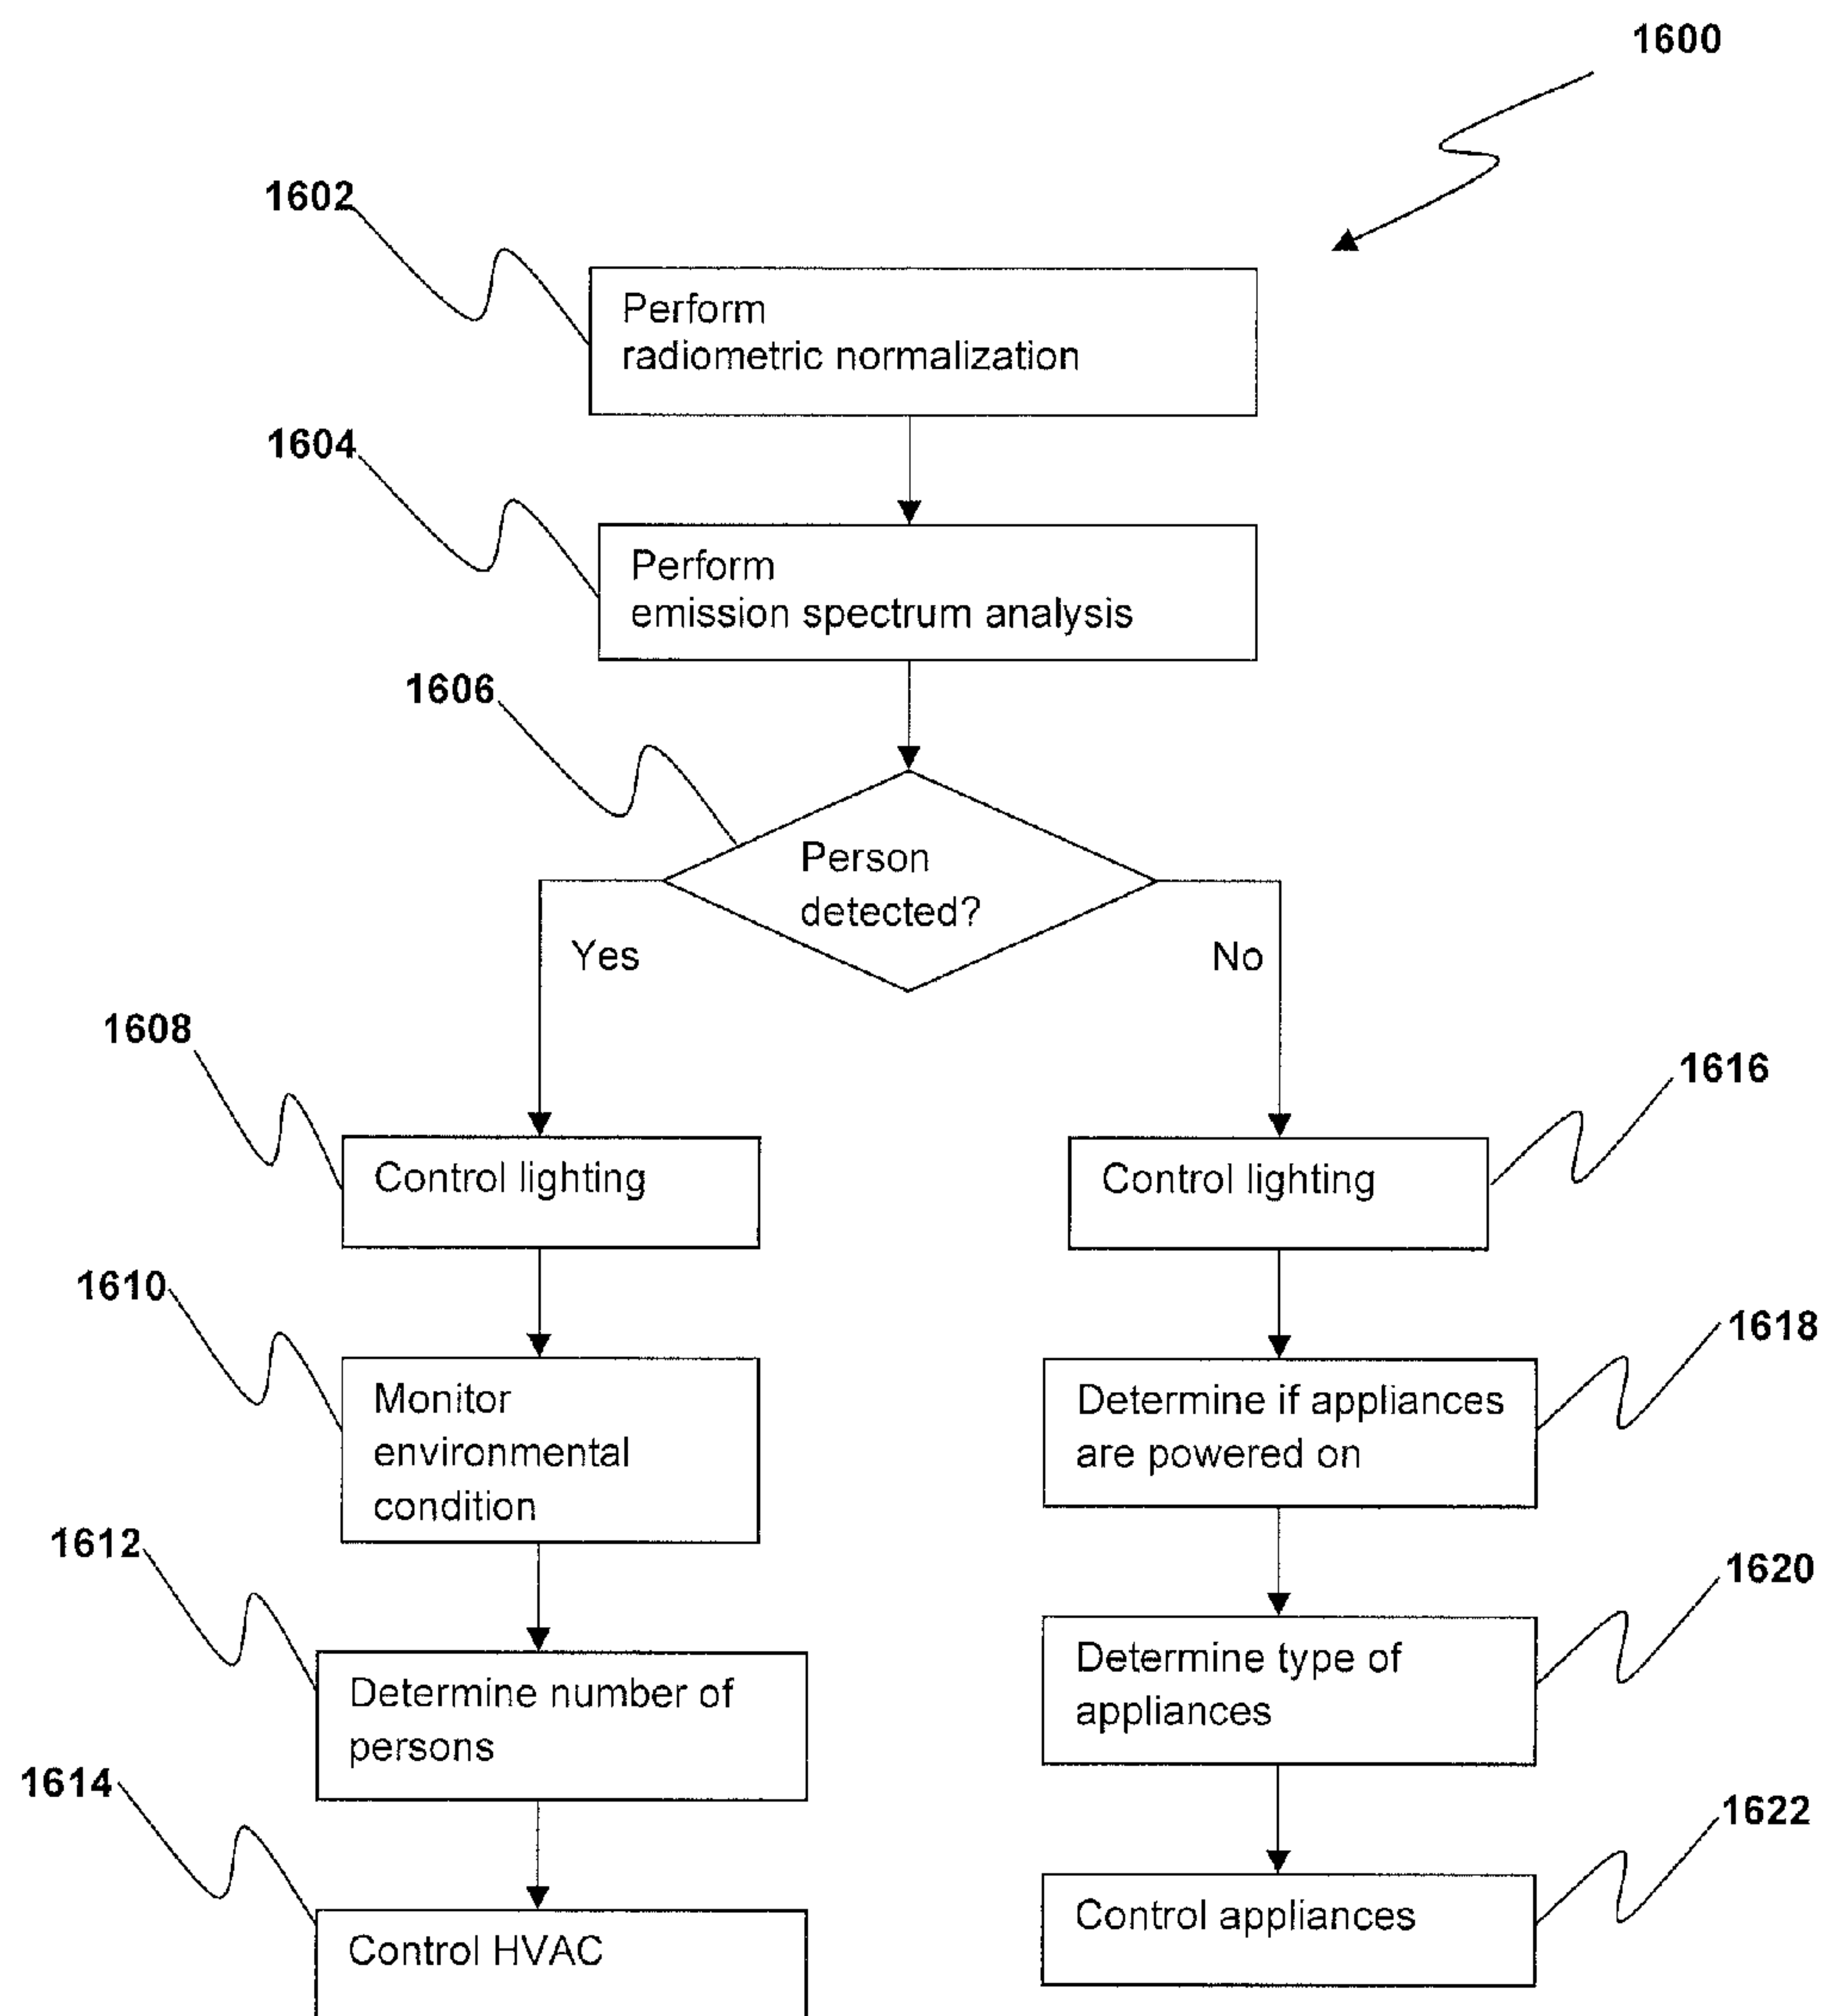 1600
1602
Perform
radiometric normalization
1604
Perform
emission spectrum analysis
1606
Person
detected?
Yes
No
1608
Control lighting
1616
Control lighting
1610
Monitor
environmental
condition
1618
Determine if appliances
are powered on
1612
Determine number of
persons
1620
Determine type of
appliances
1614
Control HVAC
1622
Control appliances